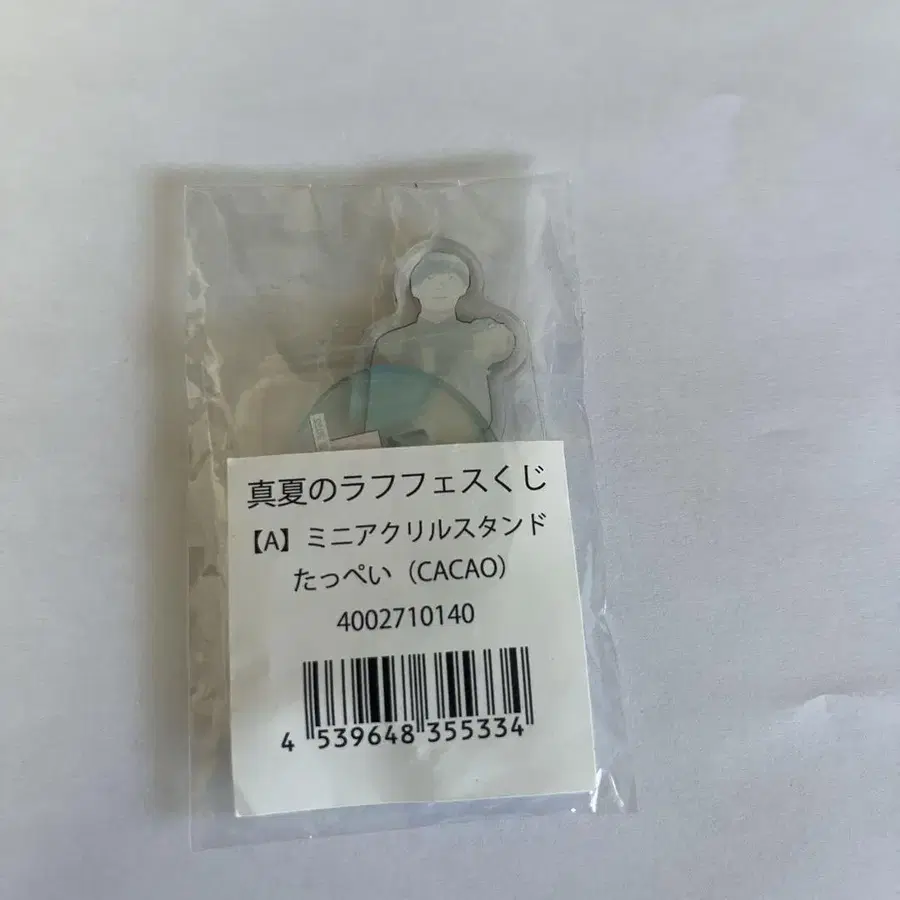 真夏のラフフェスくじ
【A】ミニアクリルスタンド
たっぺい（CACAO）
4002710140
4 539648 355334